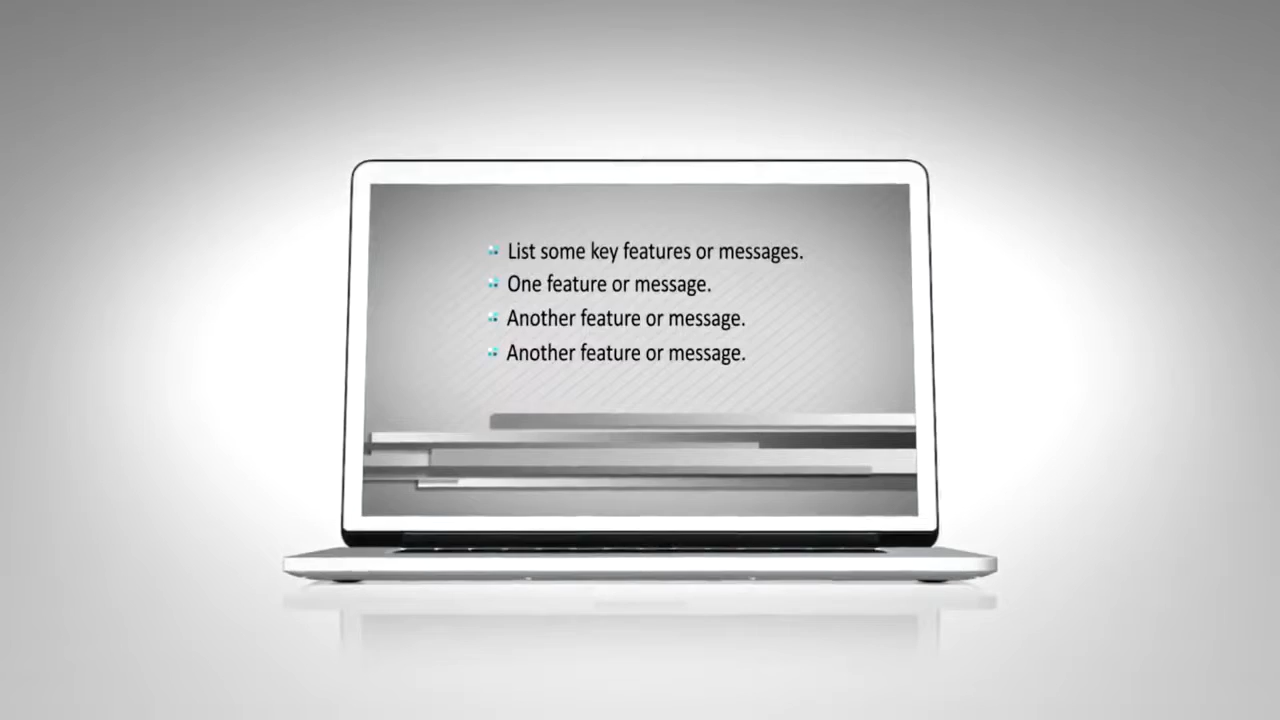 List some key features or messages.
One feature or message.
Another feature or message.
Another feature or message.